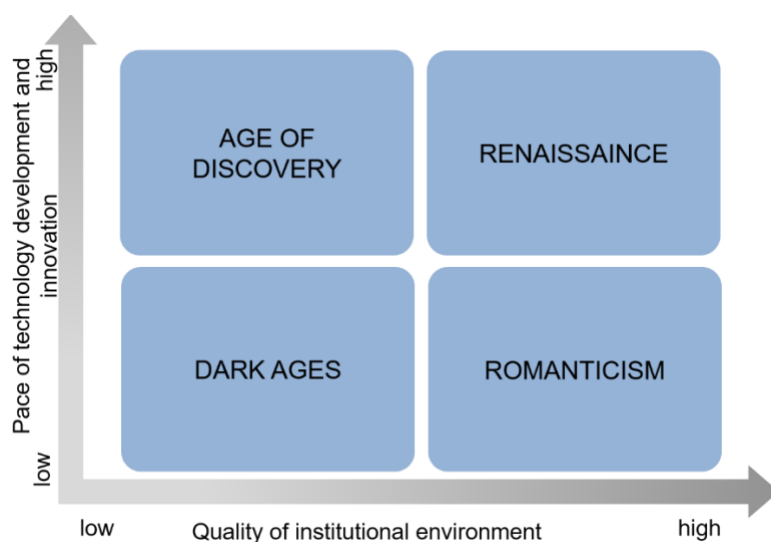 high
Pace of technology development and
innovation
low
AGE OF
DISCOVERY
RENAISSAINCE
DARK AGES
ROMANTICISM
low
Quality of institutional environment
high